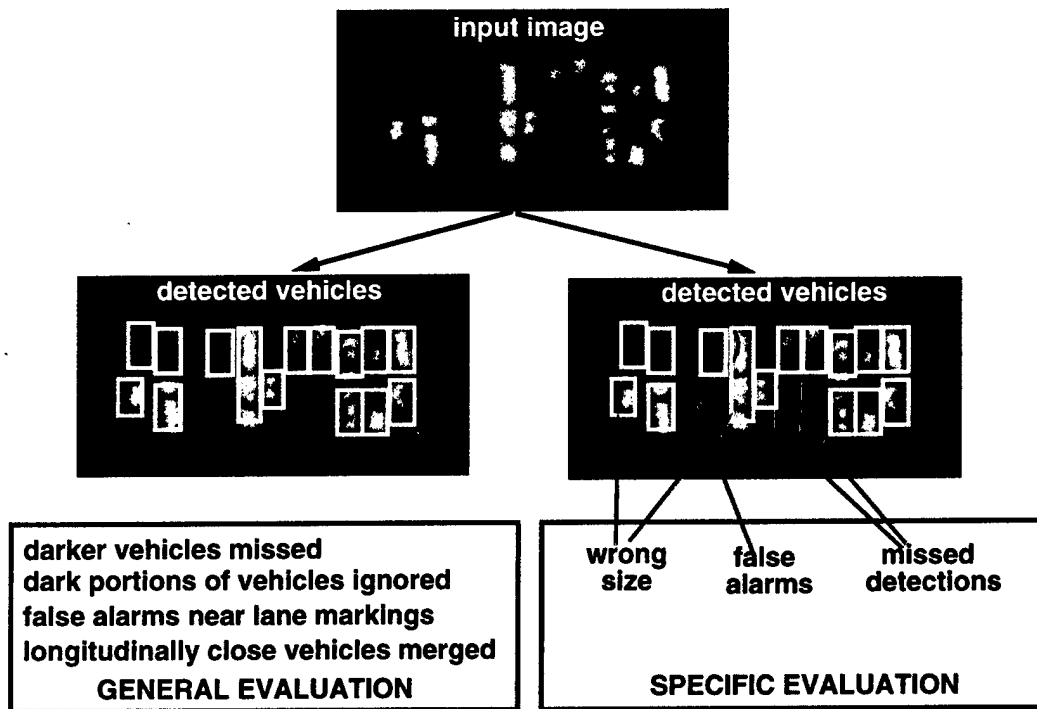 input image
detected vehicles
detected vehicles
darker vehicles missed
dark portions of vehicles ignored
false alarms near lane markings
longitudinally close vehicles merged
GENERAL EVALUATION
wrong
size
false
alarms
missed
detections
SPECIFIC EVALUATION